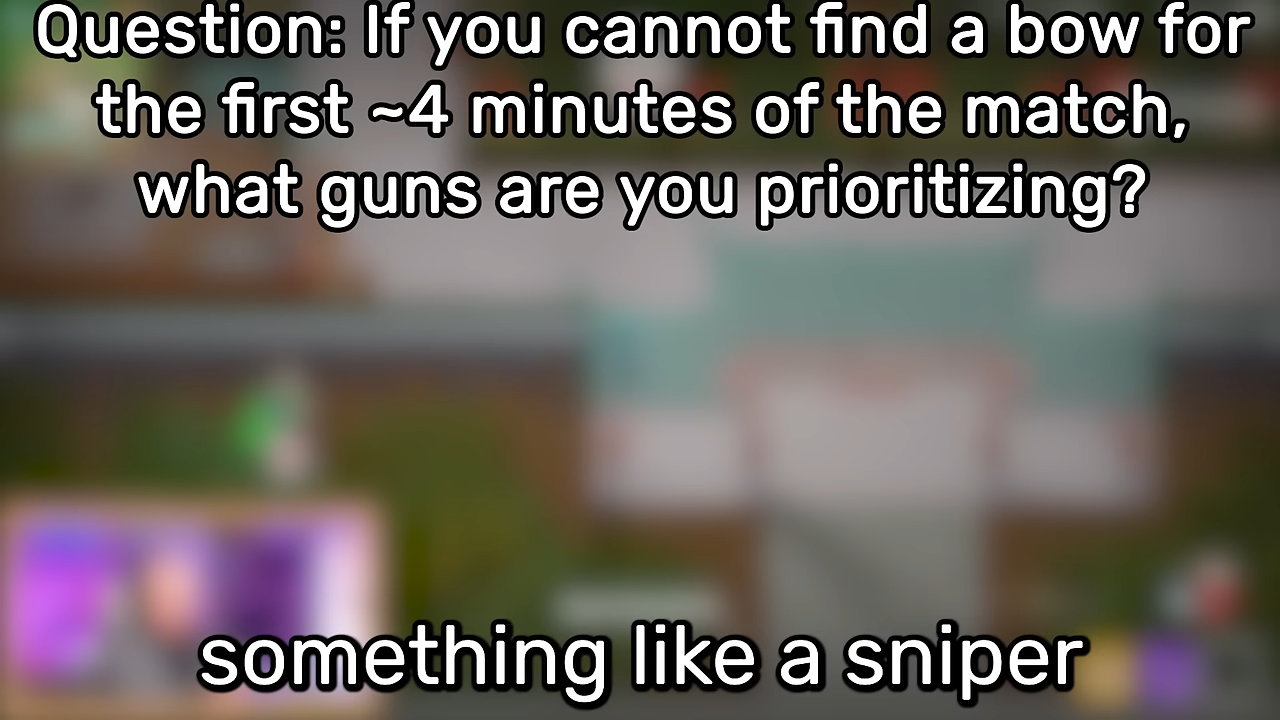 Question: If you cannot find a bow for
the first ~4 minutes of the match,
what guns are you prioritizing?
something like a sniper